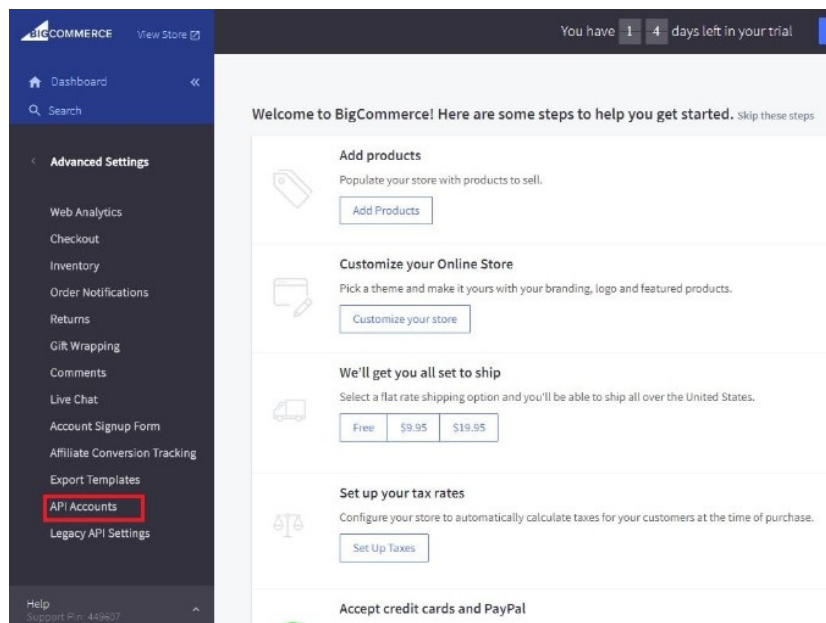 BIGCOMMERCE View Store
You have 1 4 days left in your trial
Dashboard
Search
Advanced Settings
Web Analytics
Checkout
Inventory
Order Notifications
Returns
Gift Wrapping
Comments
Live Chat
Account Signup Form
Affiliate Conversion Tracking
Export Templates
API Accounts
Legacy API Settings
Help
Support Pin: 449607
Welcome to BigCommerce! Here are some steps to help you get started. Skip these steps
Add products
Populate your store with products to sell.
Add Products
Customize your Online Store
Pick a theme and make it yours with your branding, logo and featured products.
Customize your store
We'll get you all set to ship
Select a flat rate shipping option and you'll be able to ship all over the United States.
Free $9.95 $19.95
Set up your tax rates
Configure your store to automatically calculate taxes for your customers at the time of purchase.
Set Up Taxes
Accept credit cards and PayPal